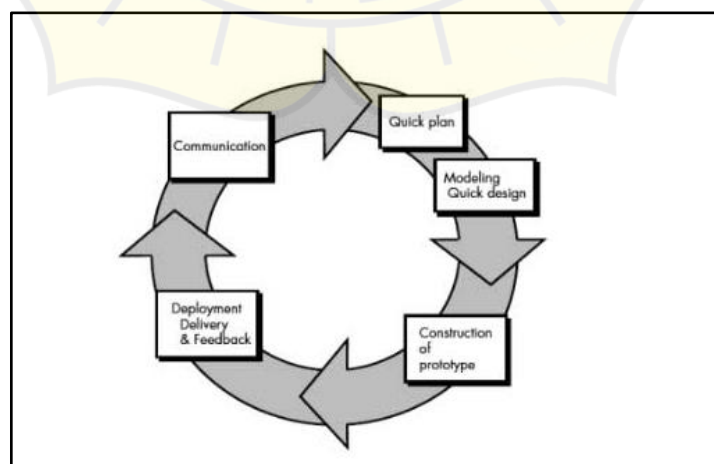 Communication
Quick plan
Modeling
Quick design
Construction
of
prototype
Deployment
Delivery
& Feedback